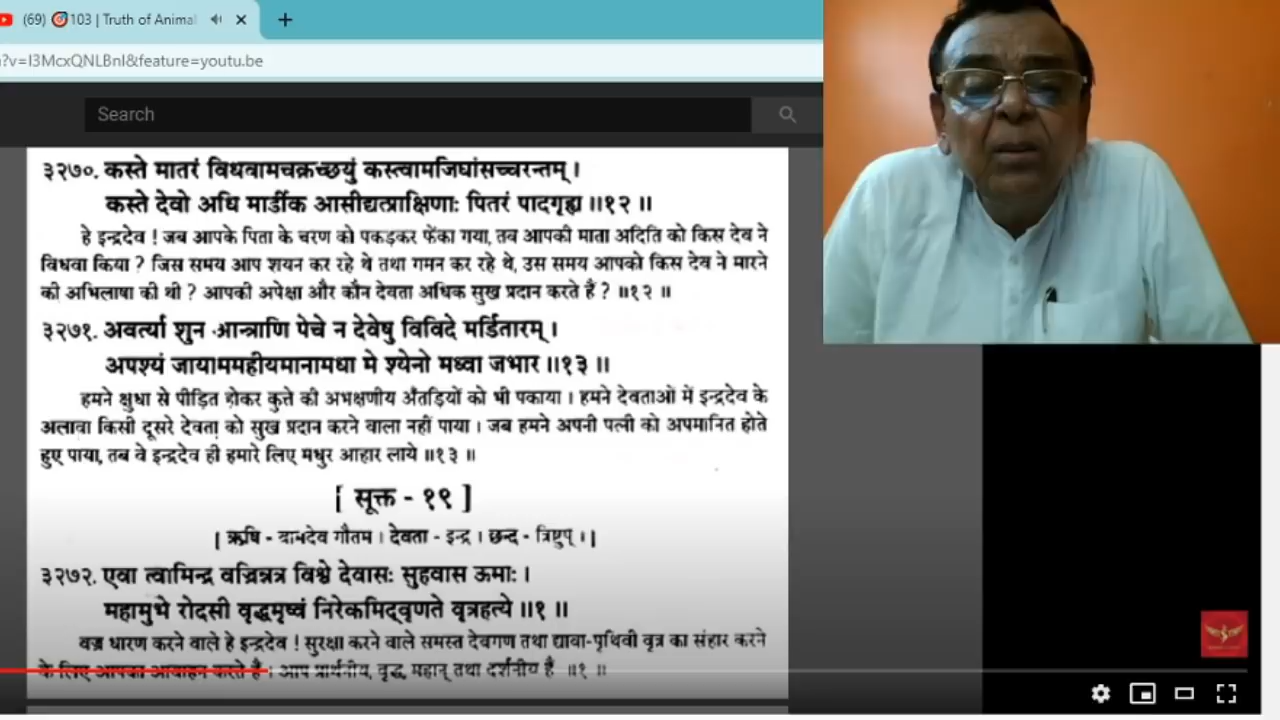 (69) 🎯103 | Truth of Anima
?v=I3McxQNLBnI&feature=youtu.be
Search
३२७०. कस्ते मातरं विधवामचक्रच्छयुं कस्त्वामजिघांसच्चरन्तम् ।
कस्ते देवो अधि मार्डीक आसीद्यत्प्राक्षिणाः पितरं पादगृह्य ॥१२ ॥
हे इन्द्रदेव ! जब आपके पिता के चरण को पकड़कर फेंका गया, तब आपकी माता अदिति को किस देव ने
विधवा किया ? जिस समय आप शयन कर रहे थे तथा गमन कर रहे थे, उस समय आपको किस देव ने मारने
की अभिलाषा की थी ? आपकी अपेक्षा और कौन देवता अधिक सुख प्रदान करते हैं ? ॥१२ ॥
३२७१. अवर्त्या शुन आन्त्राणि पेचे न देवेषु विविदे मर्डितारम् ।
अपश्यं जायाममहीयमानामधा मे श्येनो मध्वा जभार ॥१३ ॥
हमने क्षुधा से पीड़ित होकर कुत्ते की अभक्षणीय अँतड़ियों को भी पकाया । हमने देवताओं में इन्द्रदेव के
अलावा किसी दूसरे देवता को सुख प्रदान करने वाला नहीं पाया । जब हमने अपनी पत्नी को अपमानित होते
हुए पाया, तब वे इन्द्रदेव ही हमारे लिए मधुर आहार लाये ॥१३ ॥
[ सूक्त - १९ ]
[ ऋषि - वामदेव गौतम । देवता - इन्द्र । छन्द - त्रिष्टुप् । ]
३२७२. एवा त्वामिन्द्र वज्रिन्नत्र विश्वे देवासः सुहवास ऊमाः ।
महामुभे रोदसी वृद्धमृष्वं निरेकमिद्वृणते वृत्रहत्ये ॥१ ॥
वज्र धारण करने वाले हे इन्द्रदेव ! सुरक्षा करने वाले समस्त देवगण तथा द्यावा-पृथिवी वृत्र का संहार करने
के लिए आपका आवाहन करते हैं । आप प्रार्थनीय, वृद्ध, महान् तथा दर्शनीय हैं ॥१ ॥